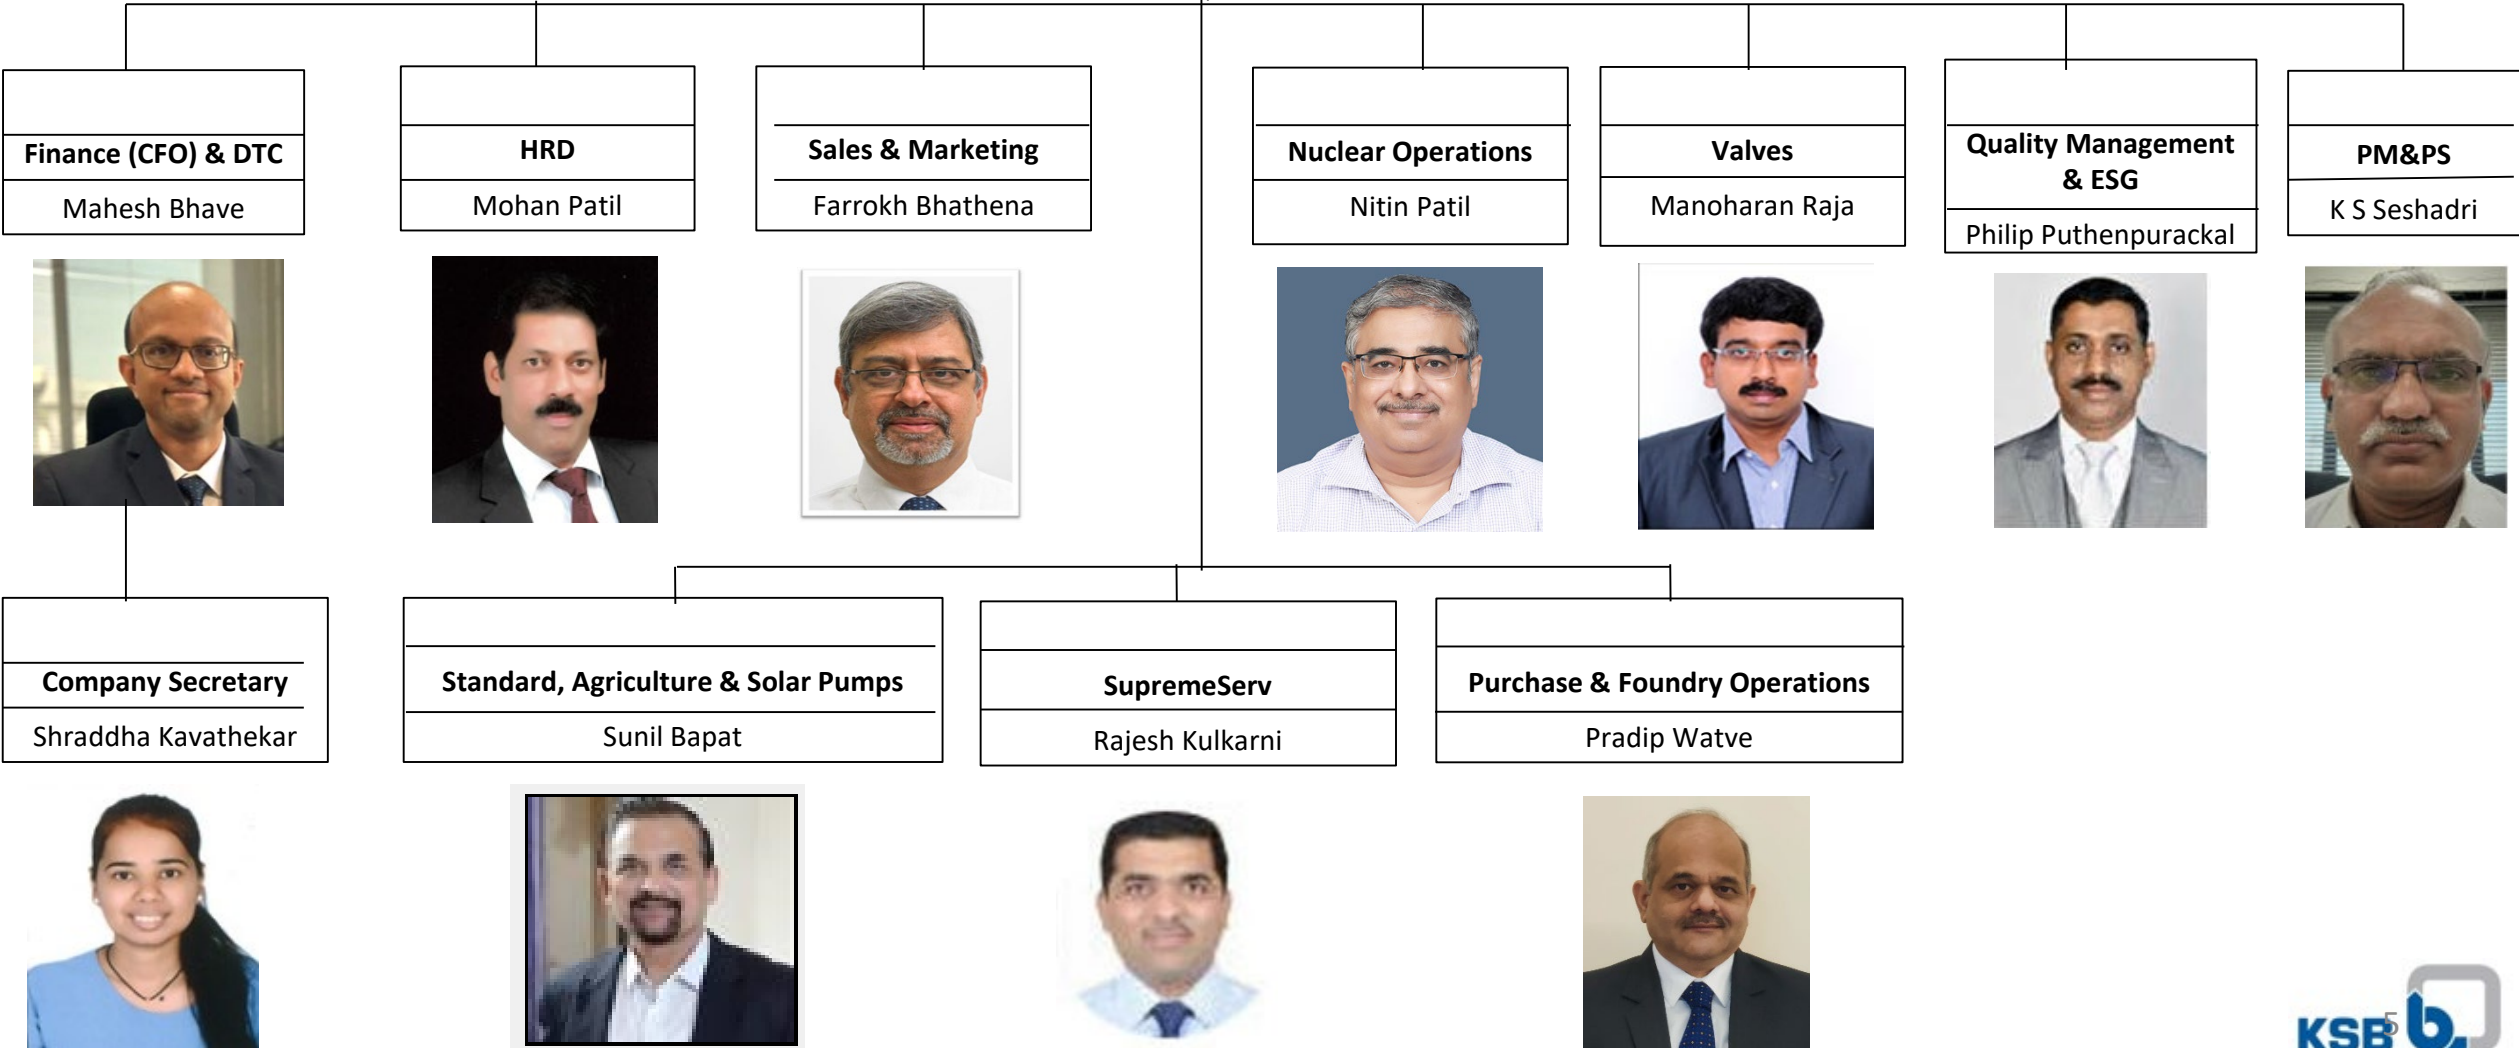 Finance (CFO) & DTC
Mahesh Bhave
HRD
Mohan Patil
Sales & Marketing
Farrokh Bhathena
Nuclear Operations
Nitin Patil
Valves
Manoharan Raja
Quality Management
& ESG
Philip Puthenpurackal
PM&PS
K S Seshadri
Company Secretary
Shraddha Kavathekar
Standard, Agriculture & Solar Pumps
Sunil Bapat
SupremeServ
Rajesh Kulkarni
Purchase & Foundry Operations
Pradip Watve
KSB
5